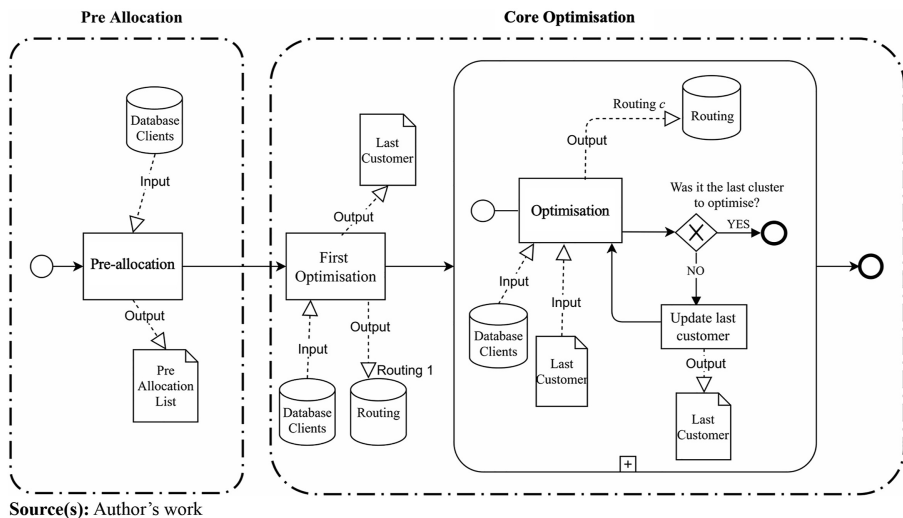 Pre Allocation
Core Optimisation
Database
Clients
Input
Pre-allocation
Output
Pre
Allocation
List
Last
Customer
Output
First
Optimisation
Input
Output
Database
Clients
Routing 1
Routing
Routing c
Routing
Output
Optimisation
Was it the last cluster
to optimise?
YES
NO
Input
Input
Database
Clients
Last
Customer
Update last
customer
Output
Last
Customer
+
Source(s): Author's work